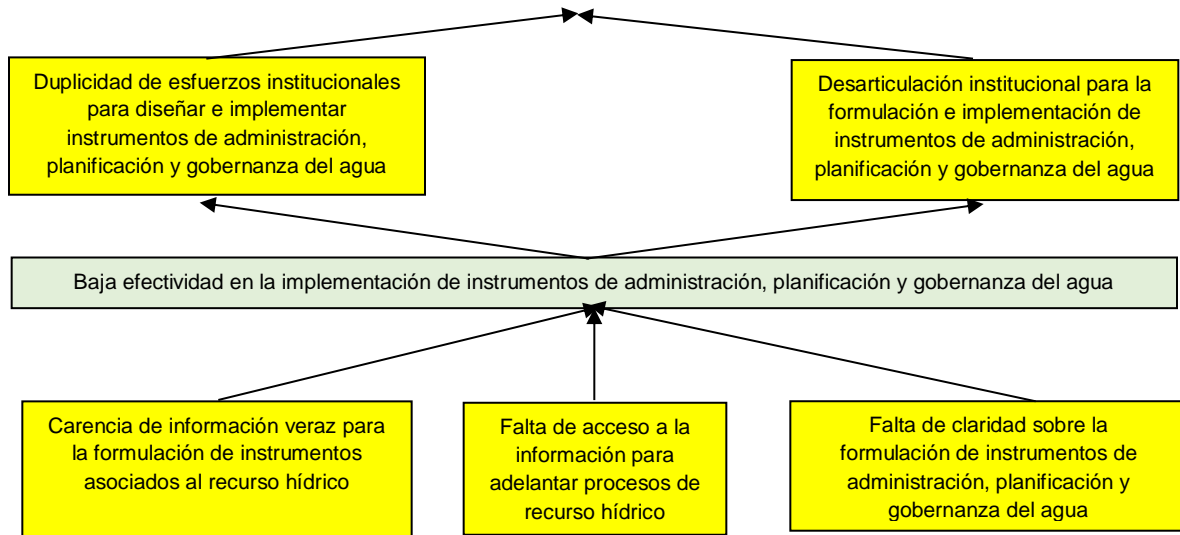 Duplicidad de esfuerzos institucionales
para diseñar e implementar
instrumentos de administración,
planificación y gobernanza del agua
Desarticulación institucional para la
formulación e implementación de
instrumentos de administración,
planificación y gobernanza del agua
Baja efectividad en la implementación de instrumentos de administración, planificación y gobernanza del agua
Carencia de información veraz para
la formulación de instrumentos
asociados al recurso hídrico
Falta de acceso a la
información para
adelantar procesos de
recurso hídrico
Falta de claridad sobre la
formulación de instrumentos de
administración, planificación y
gobernanza del agua